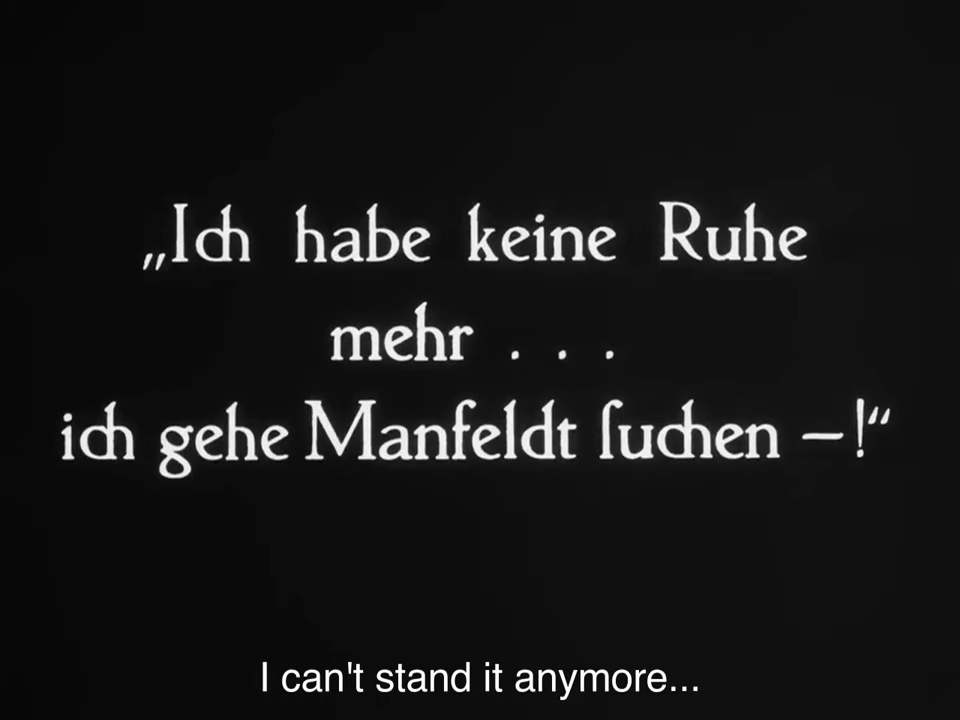 „Ich habe keine Ruhe
mehr . . .
ich gehe Manfeldt ſuchen –!“
I can't stand it anymore...